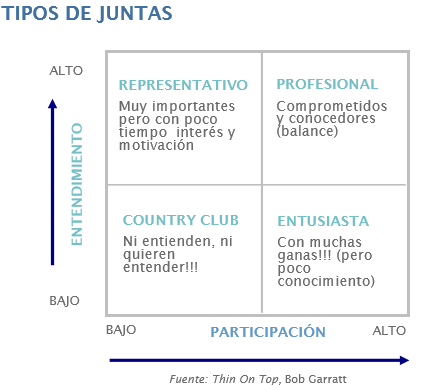 TIPOS DE JUNTAS
ALTO
ENTENDIMIENTO
BAJO
REPRESENTATIVO
Muy importantes
pero con poco
tiempo interés y
motivación
PROFESIONAL
Comprometidos
y conocedores
(balance)
COUNTRY CLUB
Ni entienden, ni
quieren
entender!!!
ENTUSIASTA
Con muchas
ganas!!! (pero
poco
conocimiento)
BAJO
PARTICIPACIÓN
ALTO
Fuente: Thin On Top, Bob Garratt